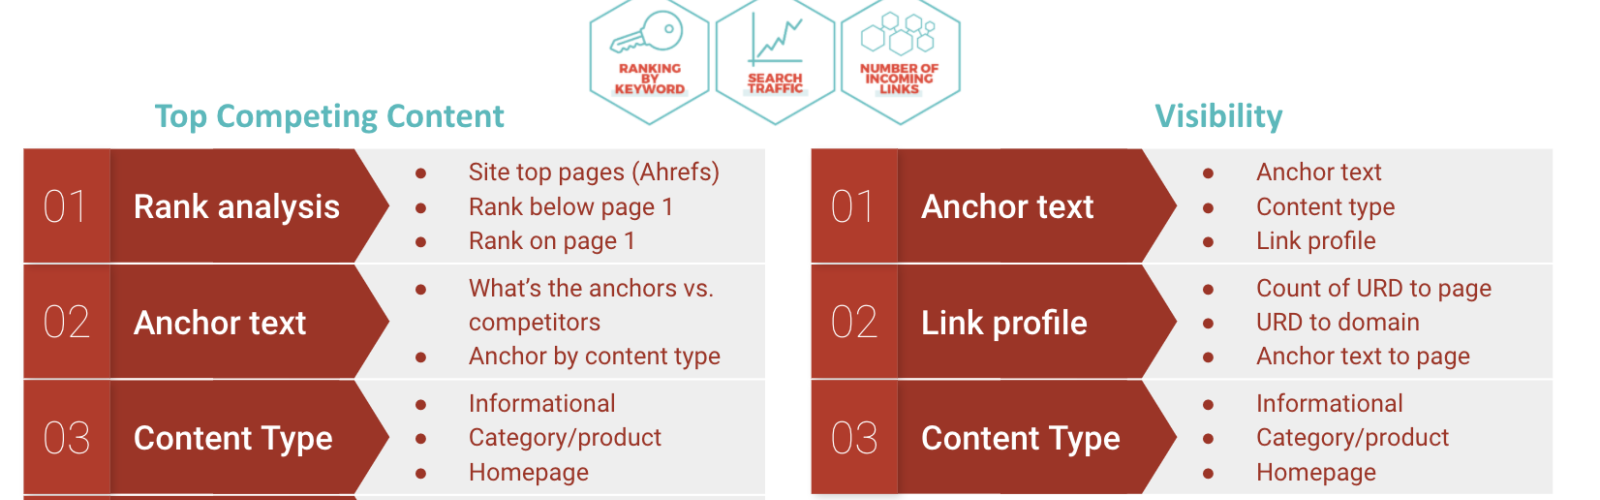 RANKING
BY
KEYWORD
SEARCH
TRAFFIC
NUMBER OF
INCOMING
LINKS
Top Competing Content
01
Rank analysis
● Site top pages (Ahrefs)
● Rank below page 1
● Rank on page 1
02
Anchor text
● What's the anchors vs.
competitors
● Anchor by content type
03
Content Type
● Informational
● Category/product
● Homepage
Visibility
01
Anchor text
● Anchor text
● Content type
● Link profile
02
Link profile
● Count of URD to page
● URD to domain
● Anchor text to page
03
Content Type
● Informational
● Category/product
● Homepage